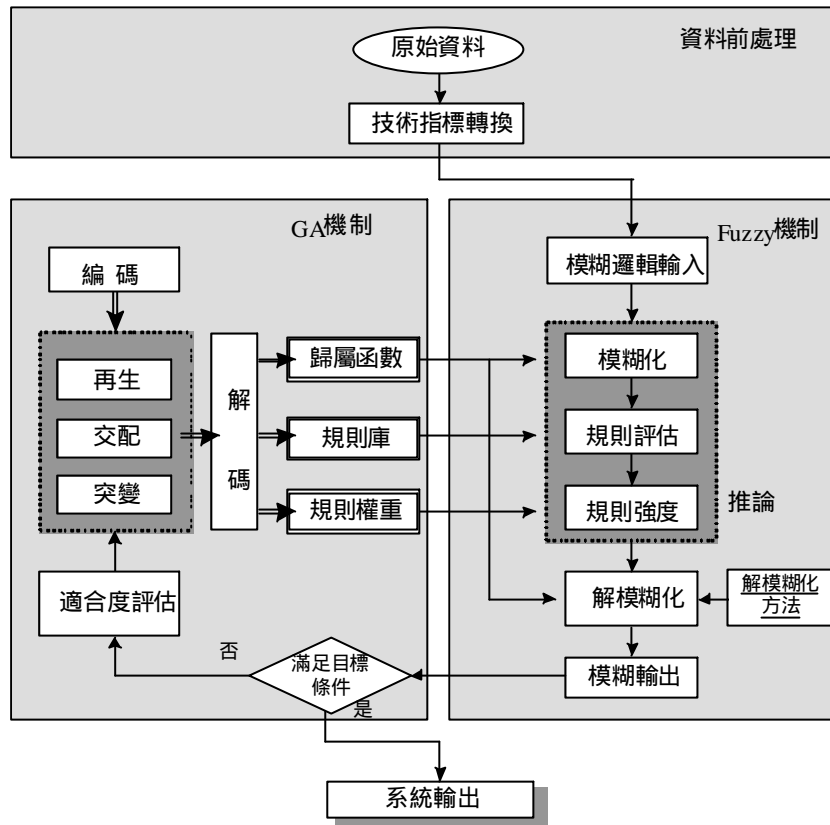 原始資料
資料前處理
技術指標轉換
GA機制
Fuzzy機制
編 碼
模糊邏輯輸入
再生
交配
突變
解
碼
歸屬函數
規則庫
規則權重
模糊化
規則評估
規則強度
推論
適合度評估
解模糊化
解模糊化
方法
否
滿足目標
條件
是
模糊輸出
系統輸出